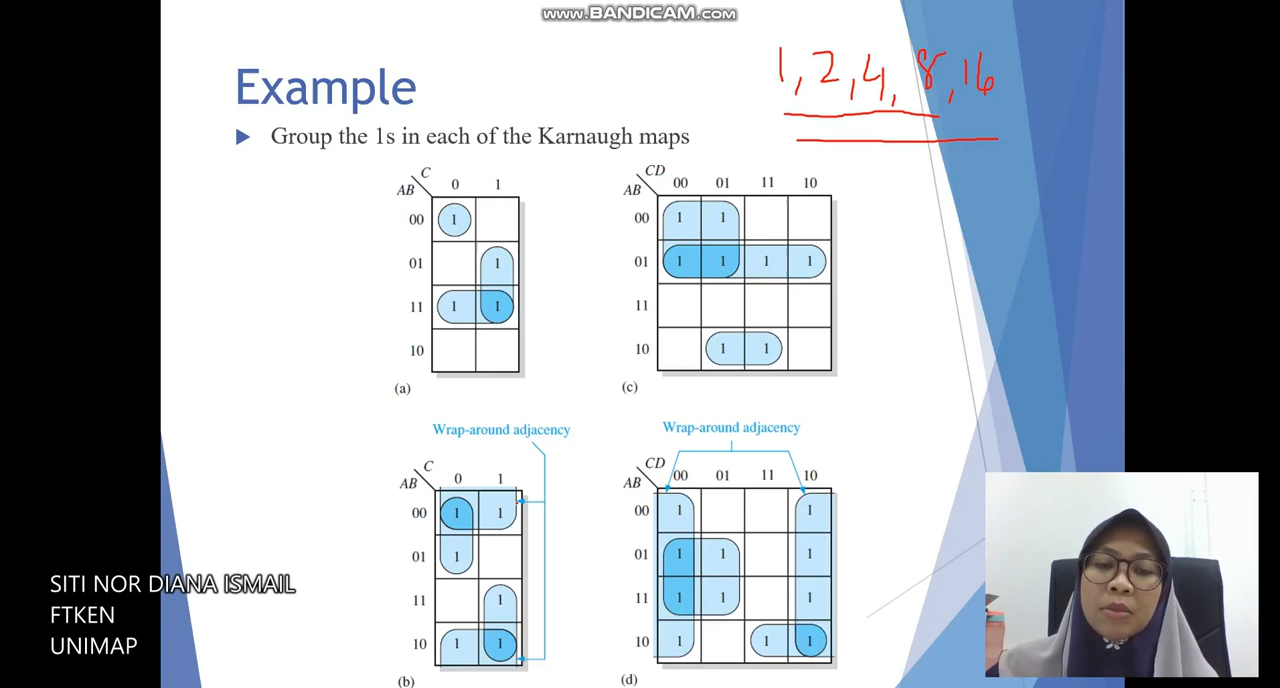 www.BANDICAM.com
1, 2, 4, 8, 16
Example
Group the 1s in each of the Karnaugh maps
C
AB 0 1
00 1
01 1
11 1 1
10
(a)
CD
AB 00 01 11 10
00 1 1
01 1 1 1 1
11
10 1 1
(c)
Wrap-around adjacency
C
AB 0 1
00 1 1
01 1
11 1
10 1 1
(b)
Wrap-around adjacency
CD
AB 00 01 11 10
00 1 1
01 1 1 1
11 1 1 1
10 1 1 1
(d)
SITI NOR DIANA ISMAIL
FTKEN
UNIMAP